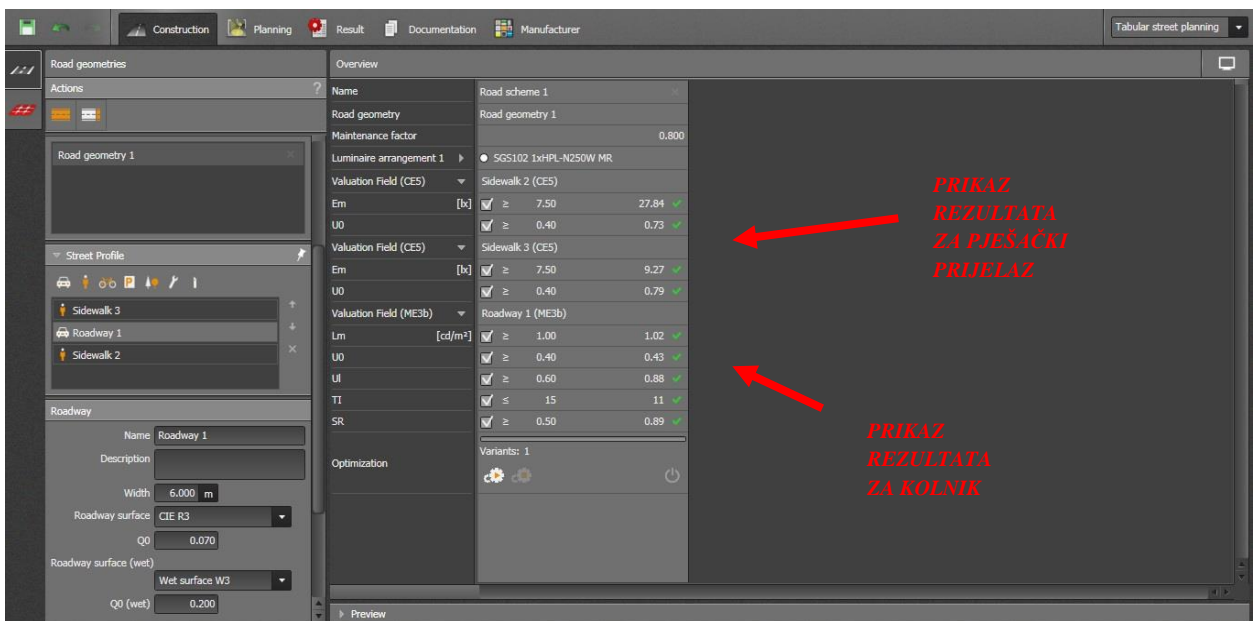 Construction Planning Result Documentation Manufacturer Tabular street planning
Road geometries
Actions ?
Road geometry 1
Street Profile
Sidewalk 3
Roadway 1
Sidewalk 2
Roadway
Name Roadway 1
Description
Width 6.000 m
Roadway surface CIE R3
Q0 0.070
Roadway surface (wet)
Wet surface W3
Q0 (wet) 0.200
Overview
Name Road scheme 1
Road geometry Road geometry 1
Maintenance factor 0.800
Luminaire arrangement 1 SGS102 1xHPL-N250W MR
Valuation Field (CE5) Sidewalk 2 (CE5)
Em [lx] ≥ 7.50 27.84
U0 ≥ 0.40 0.73
Valuation Field (CE5) Sidewalk 3 (CE5)
Em [lx] ≥ 7.50 9.27
U0 ≥ 0.40 0.79
Valuation Field (ME3b) Roadway 1 (ME3b)
Lm [cd/m²] ≥ 1.00 1.02
U0 ≥ 0.40 0.43
Ul ≥ 0.60 0.88
TI ≤ 15 11
SR ≥ 0.50 0.89
Variants: 1
Optimization
Preview
PRIKAZ
REZULTATA
ZA PJEŠAČKI
PRIJELAZ
PRIKAZ
REZULTATA
ZA KOLNIK